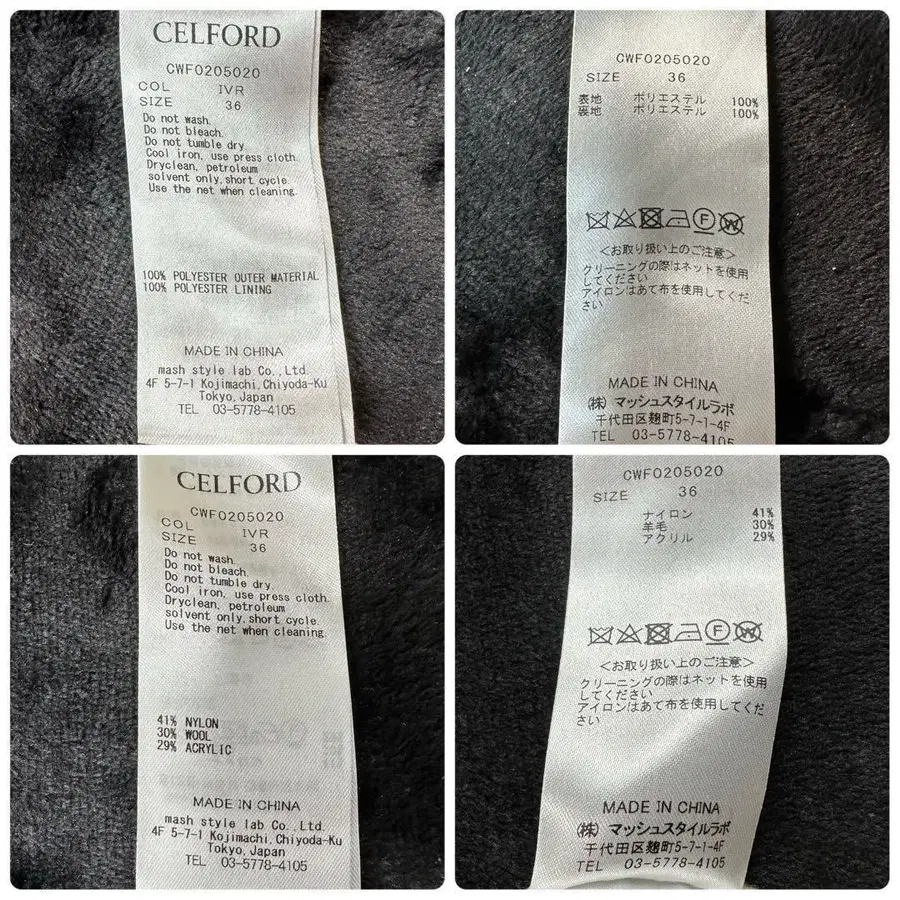 CELFORD
CWF0205020
COL IVR
SIZE 36
Do not wash.
Do not bleach.
Do not tumble dry.
Cool iron, use press cloth.
Dryclean, petroleum
solvent only, short cycle.
Use the net when cleaning.
100% POLYESTER OUTER MATERIAL
100% POLYESTER LINING
MADE IN CHINA
mash style lab Co., Ltd.
4F 5-7-1 Kojimachi, Chiyoda-Ku
Tokyo, Japan
TEL 03-5778-4105
CWF0205020
SIZE 36
表地 ポリエステル 100%
裏地 ポリエステル 100%
F W
<お取り扱い上のご注意>
クリーニングの際はネットを使用
してください
アイロンはあて布を使用してくだ
さい
MADE IN CHINA
(株) マッシュスタイルラボ
千代田区麹町5-7-1-4F
TEL 03-5778-4105
CELFORD
CWF0205020
COL IVR
SIZE 36
Do not wash.
Do not bleach.
Do not tumble dry.
Cool iron, use press cloth.
Dryclean, petroleum
solvent only, short cycle.
Use the net when cleaning.
41% NYLON
30% WOOL
29% ACRYLIC
MADE IN CHINA
mash style lab Co., Ltd.
4F 5-7-1 Kojimachi, Chiyoda-Ku
Tokyo, Japan
TEL 03-5778-4105
CWF0205020
SIZE 36
ナイロン 41%
羊毛 30%
アクリル 29%
F W
<お取り扱い上のご注意>
クリーニングの際はネットを使用
してください
アイロンはあて布を使用してくだ
さい
MADE IN CHINA
(株) マッシュスタイルラボ
千代田区麹町5-7-1-4F
TEL 03-5778-4105